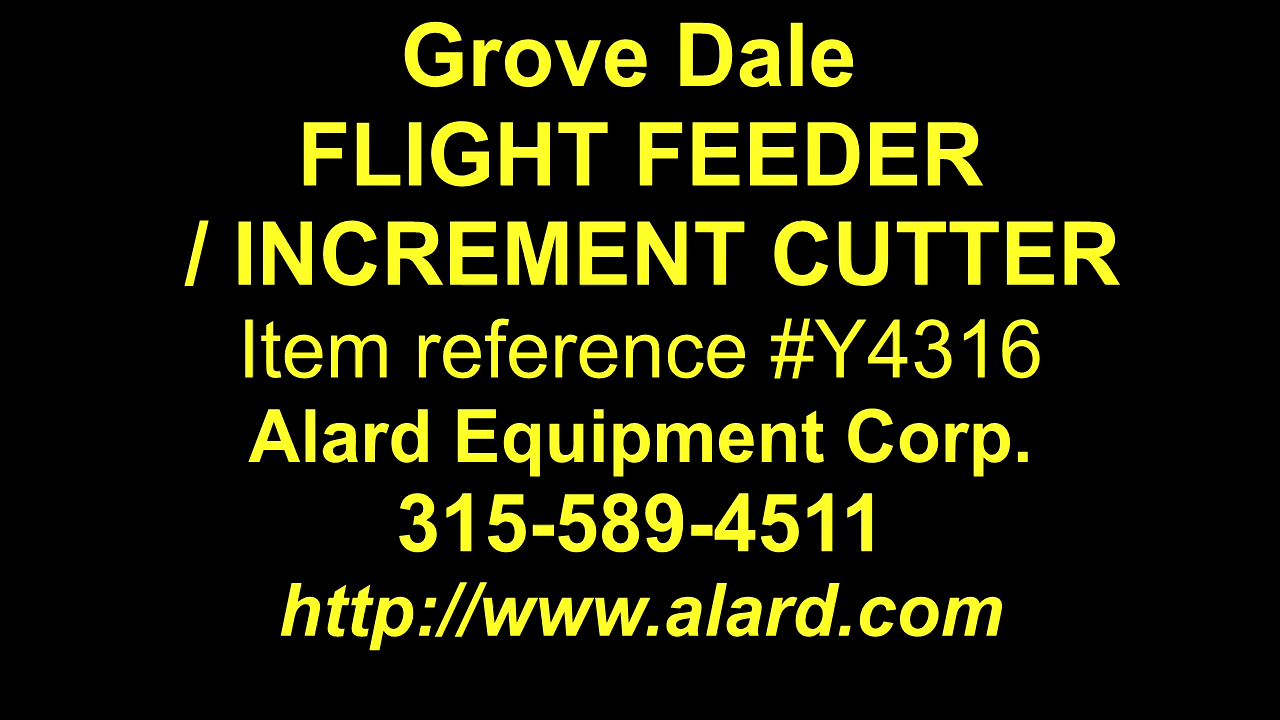 Grove Dale
FLIGHT FEEDER
/ INCREMENT CUTTER
Item reference #Y4316
Alard Equipment Corp.
315-589-4511
http://www.alard.com